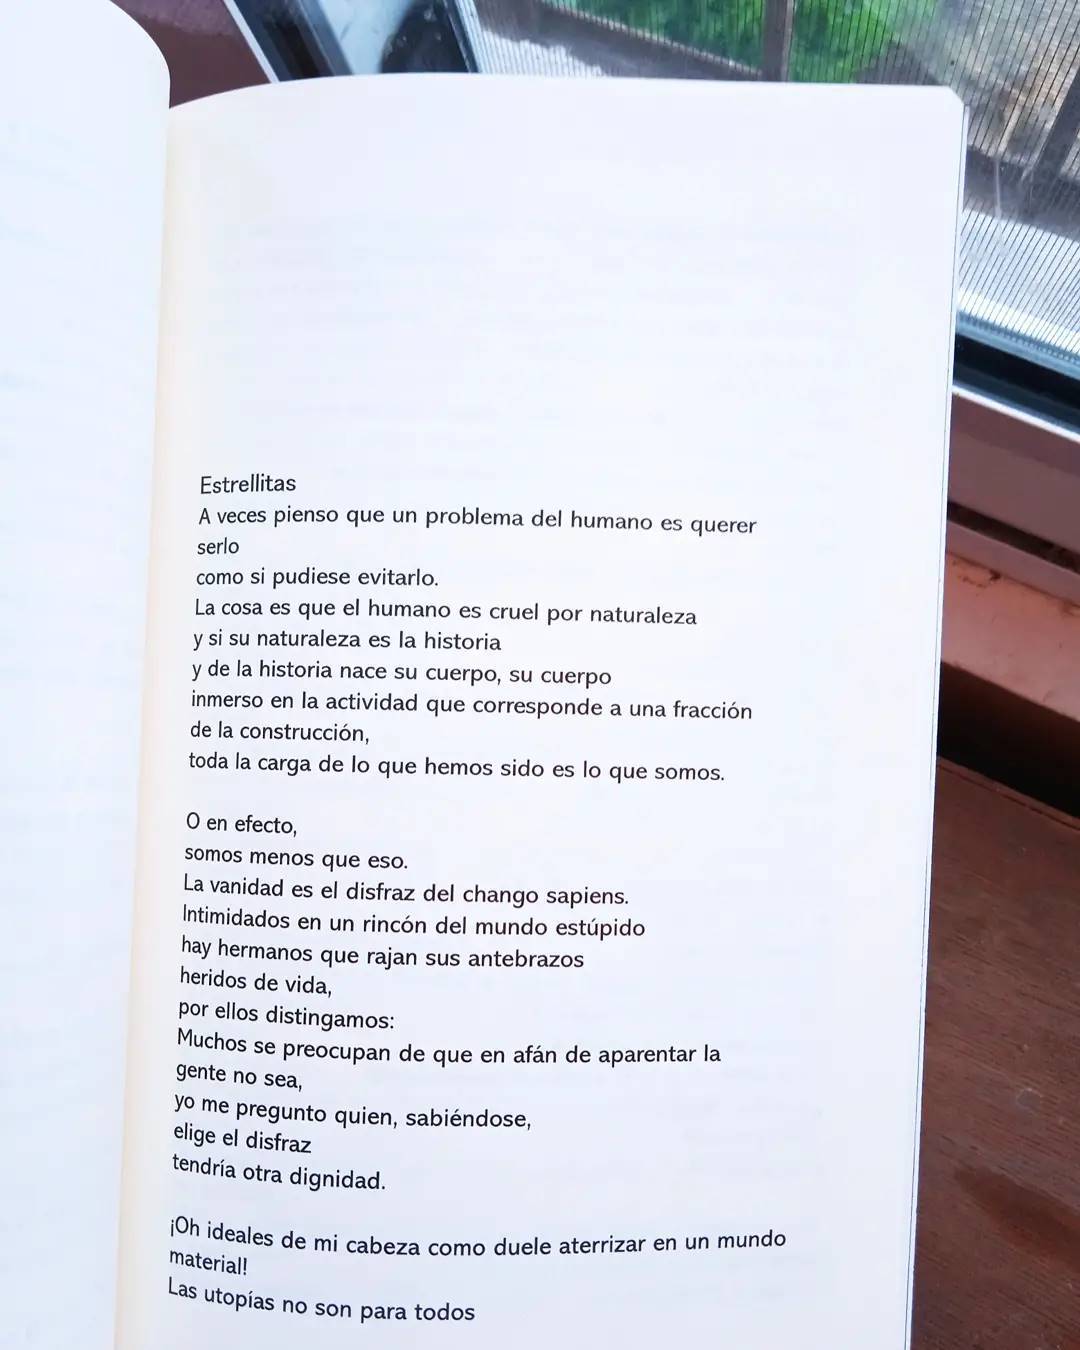 Estrellitas
A veces pienso que un problema del humano es querer
serlo
como si pudiese evitarlo.
La cosa es que el humano es cruel por naturaleza
y si su naturaleza es la historia
y de la historia nace su cuerpo, su cuerpo
inmerso en la actividad que corresponde a una fracción
de la construcción,
toda la carga de lo que hemos sido es lo que somos.
O en efecto,
somos menos que eso.
La vanidad es el disfraz del chango sapiens.
Intimidados en un rincón del mundo estúpido
hay hermanos que rajan sus antebrazos
heridos de vida,
por ellos distingamos:
Muchos se preocupan de que en afán de aparentar la
gente no sea,
yo me pregunto quien, sabiéndose,
elige el disfraz
tendría otra dignidad.
¡Oh ideales de mi cabeza como duele aterrizar en un mundo
material!
Las utopías no son para todos